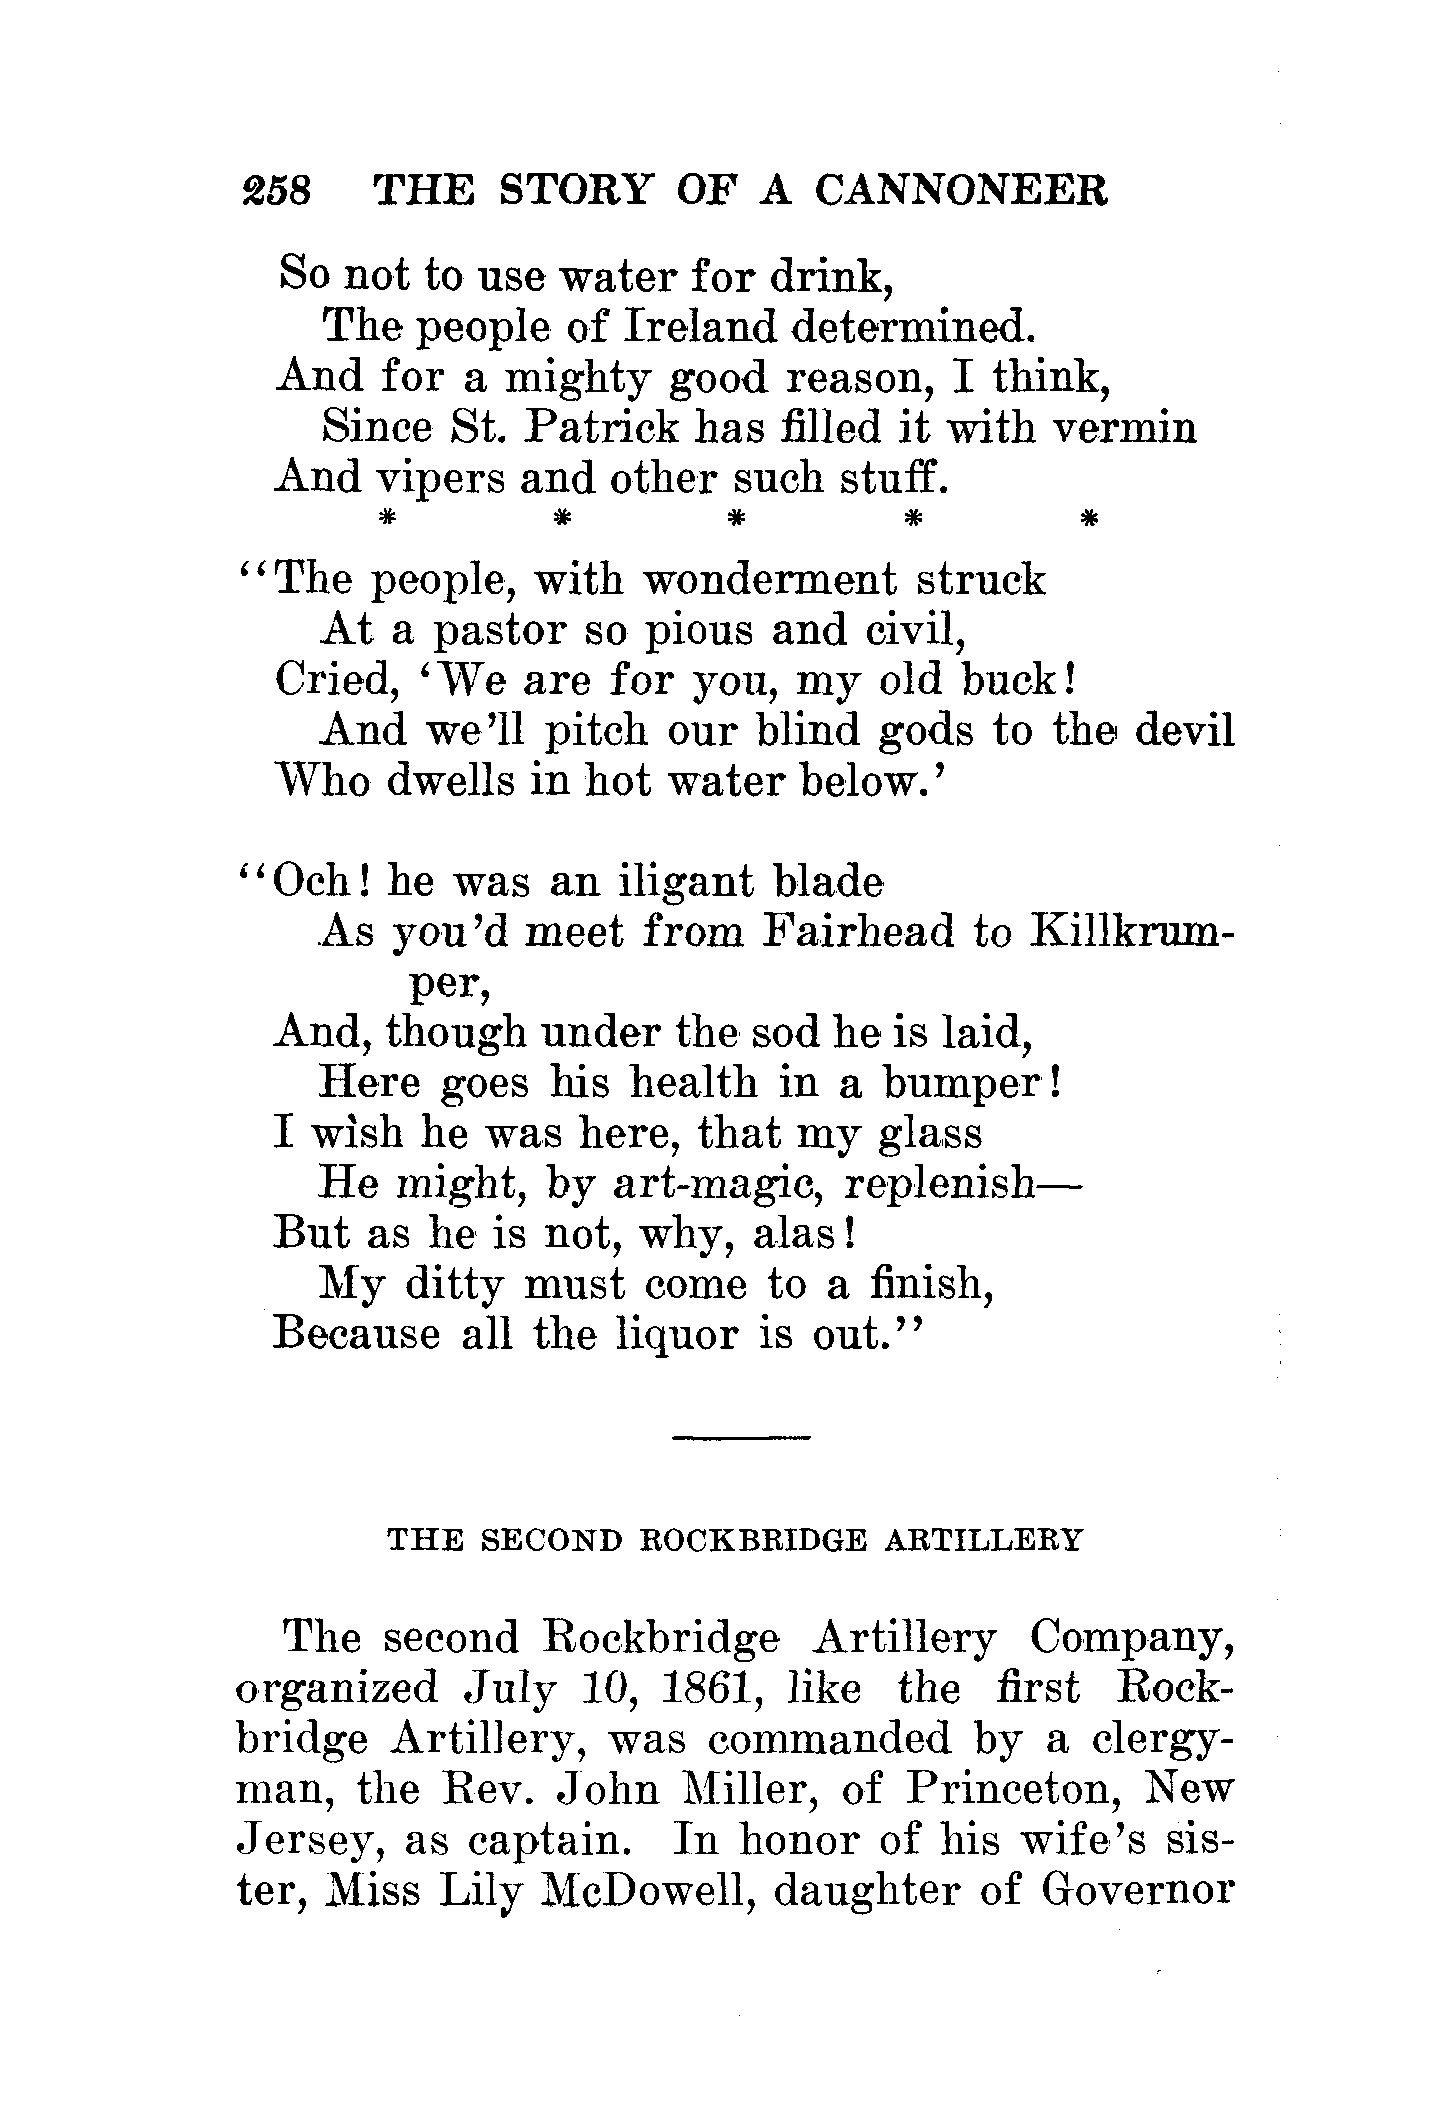 258 THE STORY OF A CANNONEER
So not to use water for drink,
The people of Ireland determined.
And for a mighty good reason, I think,
Since St. Patrick has filled it with vermin
And vipers and other such stuff.
* * * * *
"The people, with wonderment struck
At a pastor so pious and civil,
Cried, 'We are for you, my old buck!
And we'll pitch our blind gods to the devil
Who dwells in hot water below.'
"Och! he was an iligant blade
As you'd meet from Fairhead to Killkrum-
per,
And, though under the sod he is laid,
Here goes his health in a bumper!
I wish he was here, that my glass
He might, by art-magic, replenish—
But as he is not, why, alas!
My ditty must come to a finish,
Because all the liquor is out."
THE SECOND ROCKBRIDGE ARTILLERY
The second Rockbridge Artillery Company,
organized July 10, 1861, like the first Rock-
bridge Artillery, was commanded by a clergy-
man, the Rev. John Miller, of Princeton, New
Jersey, as captain. In honor of his wife's sis-
ter, Miss Lily McDowell, daughter of Governor